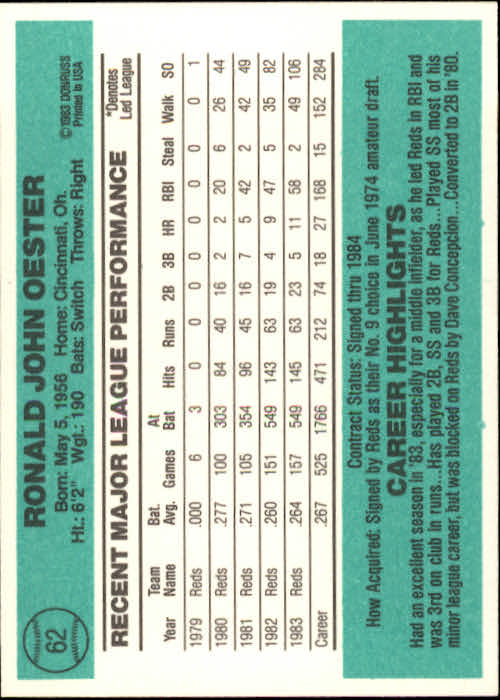 62
RONALD JOHN OESTER
Born: May 5, 1956 Home: Cincinnati, Oh.
Ht.: 6'2" Wgt.: 190 Bats: Switch Throws: Right
©1983 DONRUSS
Printed in USA
RECENT MAJOR LEAGUE PERFORMANCE
*Denotes
Led League
Year Team Name Bat. Avg. Games At Bat Hits Runs 2B 3B HR RBI Steal Walk SO
1979 Reds .000 6 3 0 0 0 0 0 0 0 0 1
1980 Reds .277 100 303 84 40 16 2 2 20 6 26 44
1981 Reds .271 105 354 96 45 16 7 5 42 2 42 49
1982 Reds .260 151 549 143 63 19 4 9 47 5 35 82
1983 Reds .264 157 549 145 63 23 5 11 58 2 49 106
Career .267 525 1766 471 212 74 18 27 168 15 152 284
Contract Status: Signed thru 1984
How Acquired: Signed by Reds as their No. 9 choice in June 1974 amateur draft.
CAREER HIGHLIGHTS
Had an excellent season in '83, especially for a middle infielder, as he led Reds in RBI and
was 3rd on club in runs....Has played 2B, SS and 3B for Reds....Played SS most of his
minor league career, but was blocked on Reds by Dave Concepcion...Converted to 2B in '80.